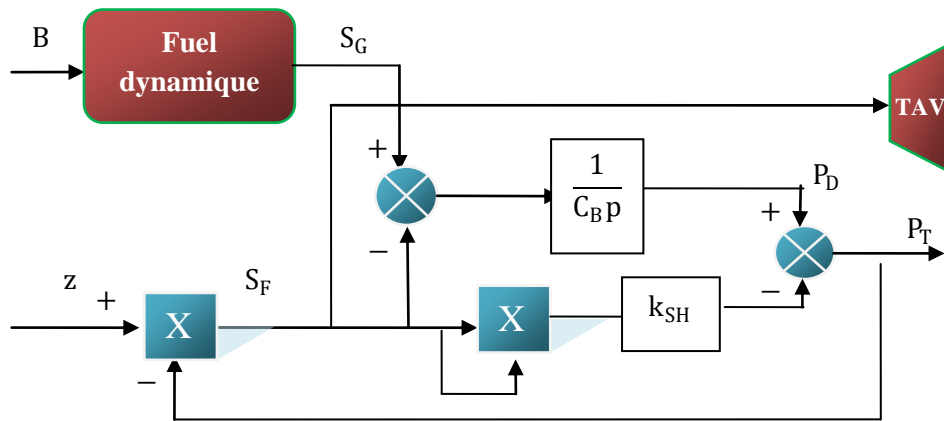 B
Fuel
dynamique
S_G
TAV
+
1
C_B p
P_D
+
−
P_T
z
+
S_F
X
X
k_SH
−
−